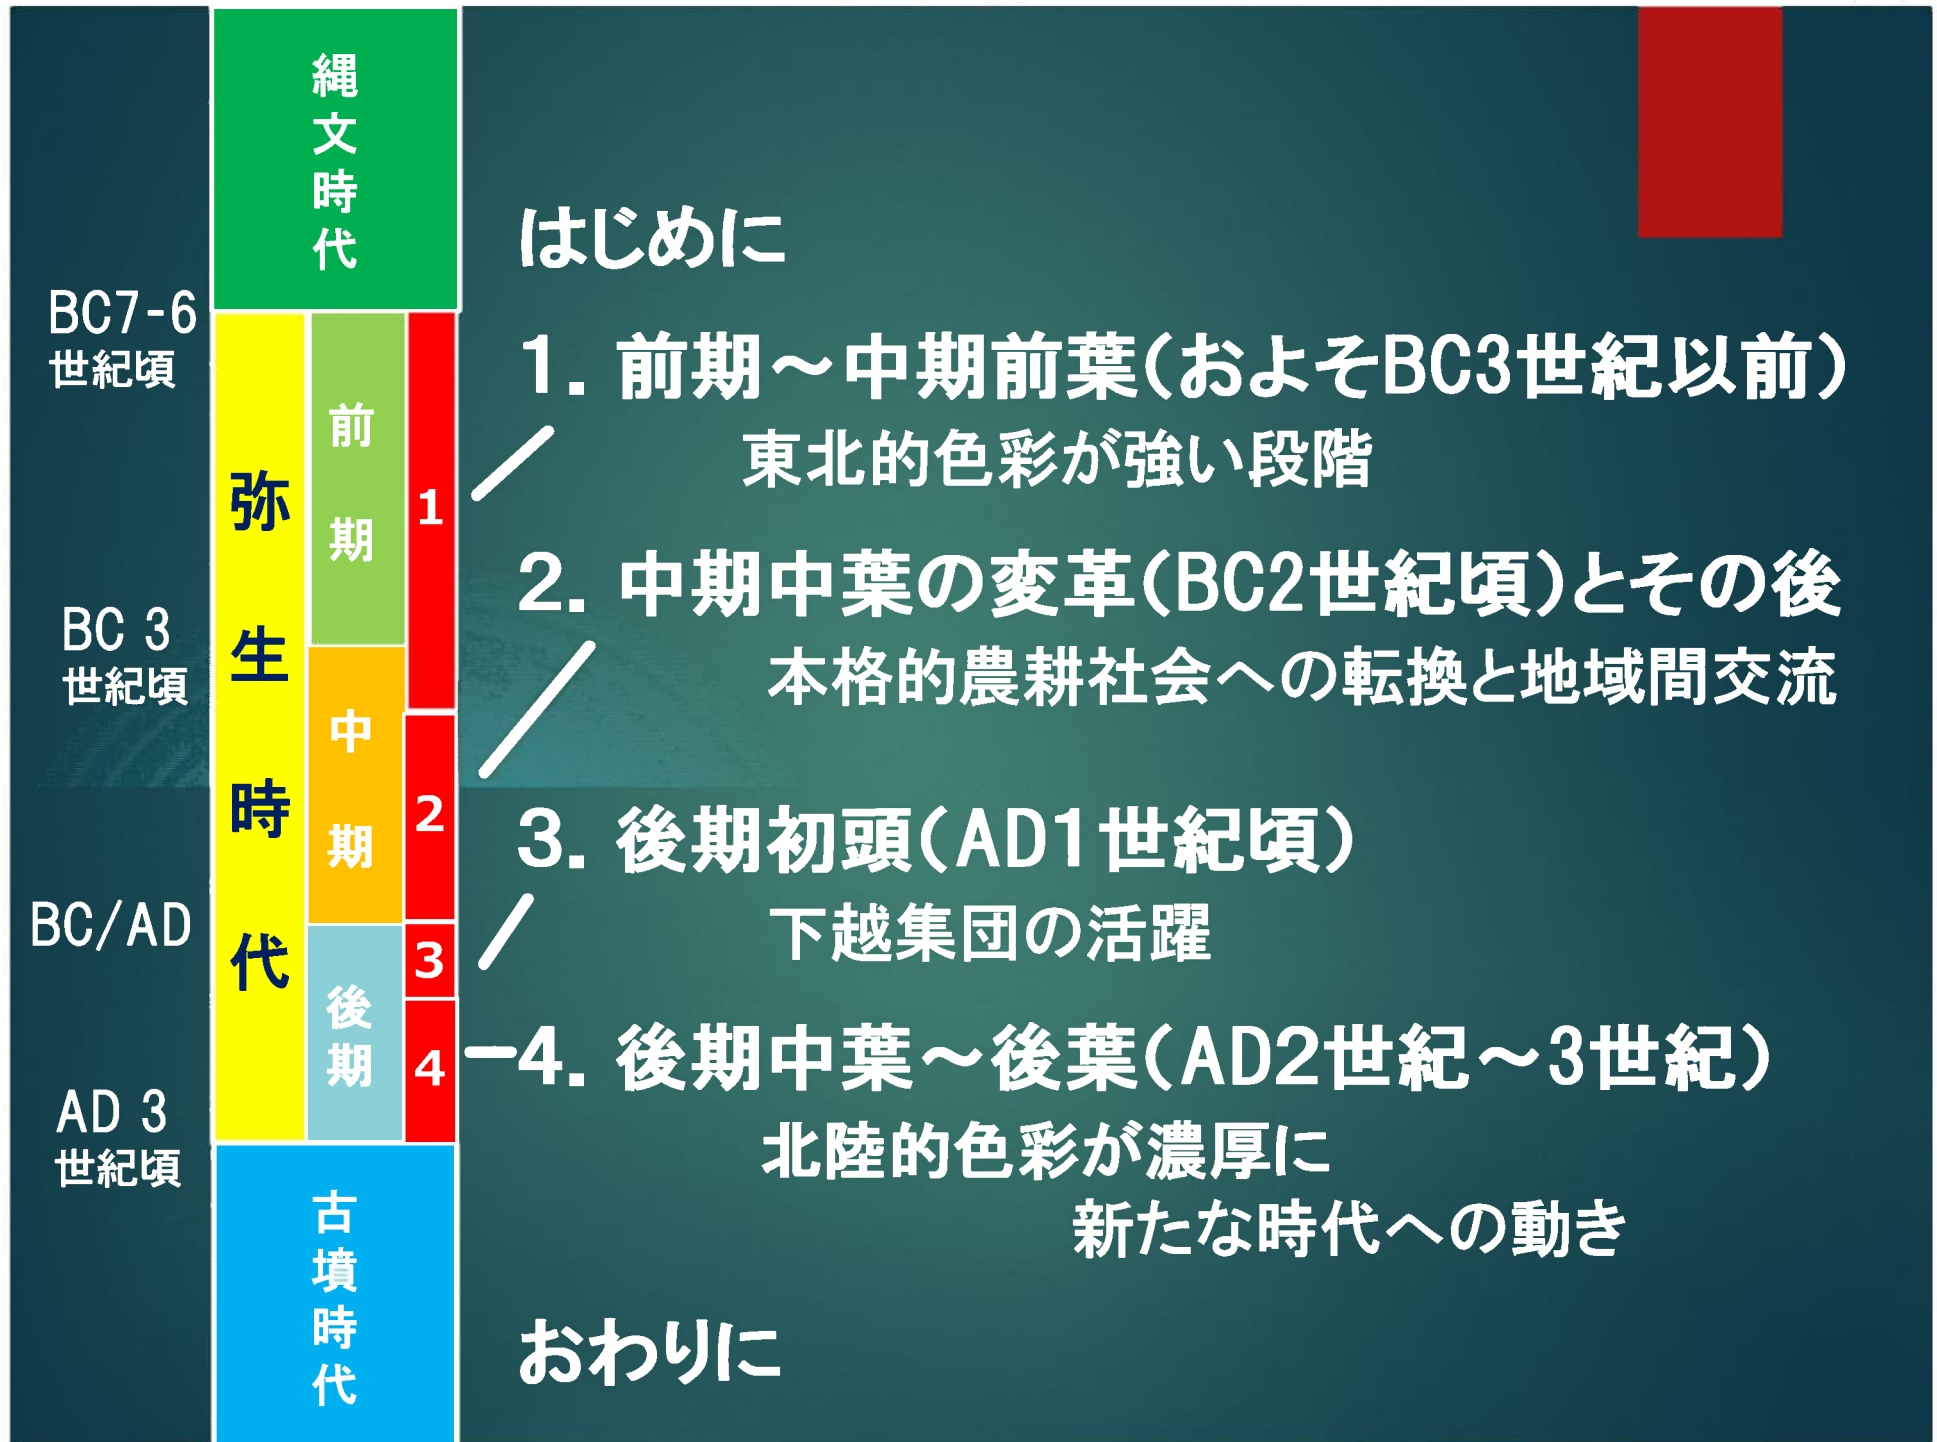 縄文時代
BC7-6
世紀頃
BC 3
世紀頃
BC/AD
AD 3
世紀頃
弥生時代
前期
中期
後期
1
2
3
4
古墳時代
はじめに
1. 前期～中期前葉(およそBC3世紀以前)
東北的色彩が強い段階
2. 中期中葉の変革(BC2世紀頃)とその後
本格的農耕社会への転換と地域間交流
3. 後期初頭(AD1世紀頃)
下越集団の活躍
4. 後期中葉～後葉(AD2世紀～3世紀)
北陸的色彩が濃厚に
新たな時代への動き
おわりに